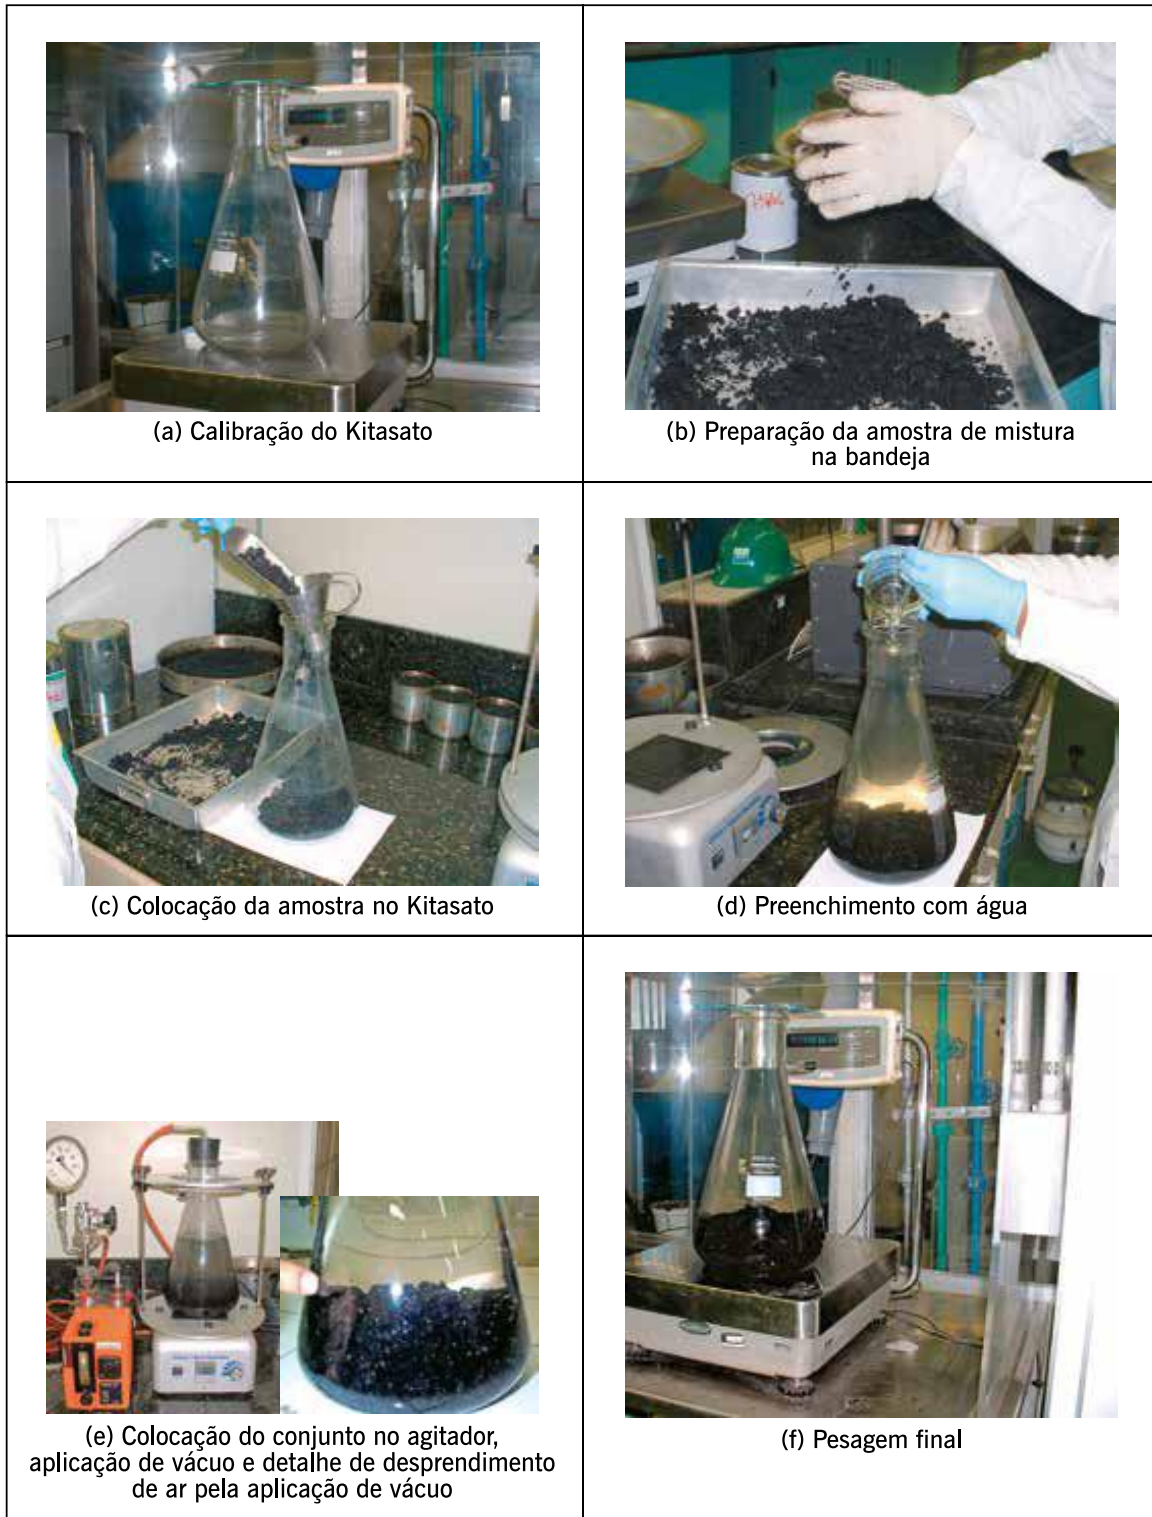 (a) Calibração do Kitasato
(b) Preparação da amostra de mistura
na bandeja
(c) Colocação da amostra no Kitasato
(d) Preenchimento com água
(e) Colocação do conjunto no agitador,
aplicação de vácuo e detalhe de desprendimento
de ar pela aplicação de vácuo
(f) Pesagem final